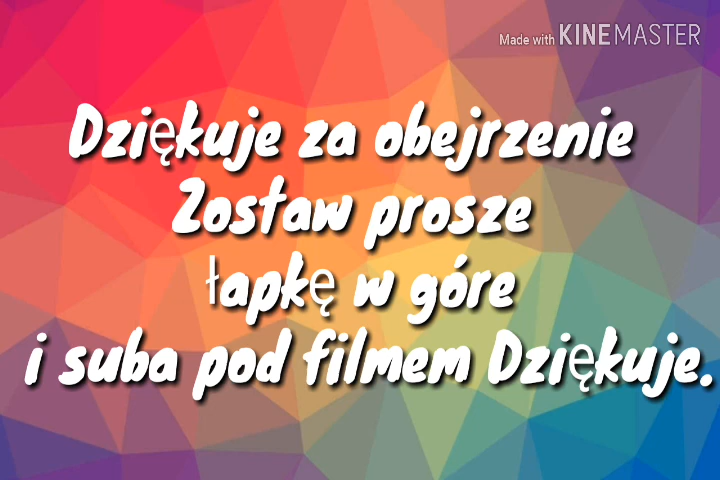 Made with KINEMASTER
Dziękuje za obejrzenie
Zostaw prosze
łapkę w góre
i suba pod filmem Dziękuje.